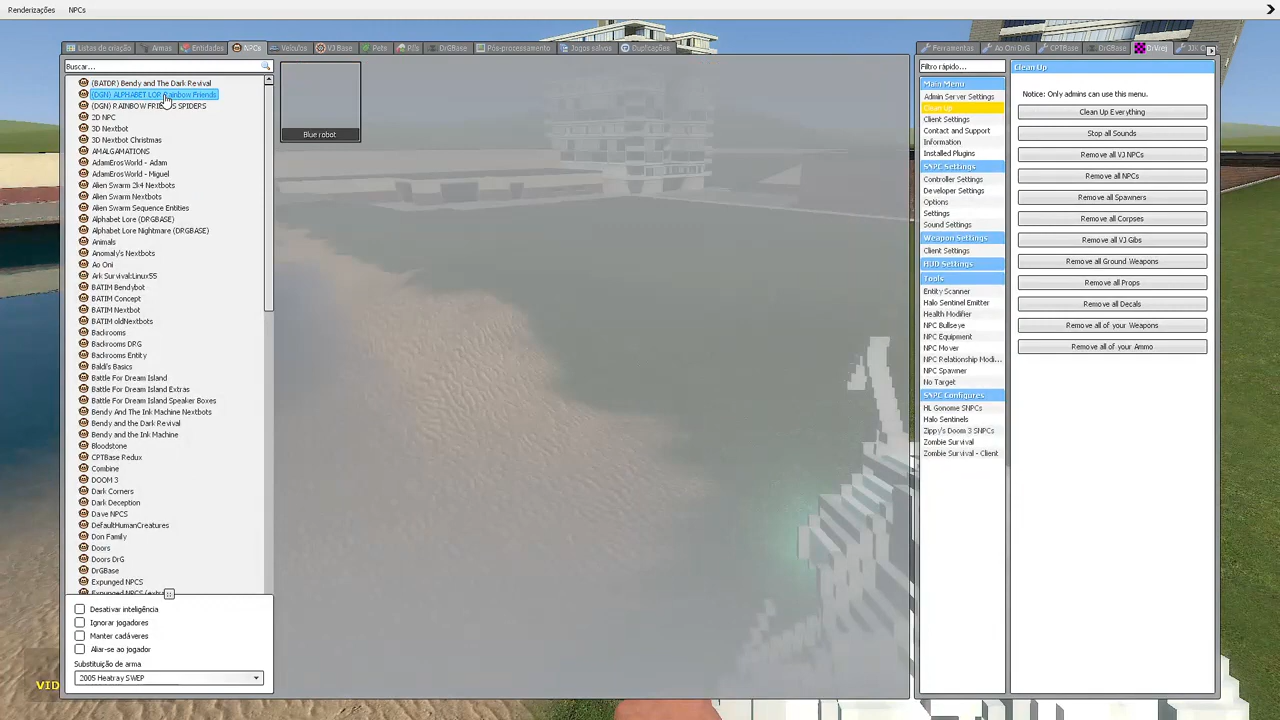 Renderizações NPCs
Listas de criação Armas Entidades NPCs Veículos VJ Base Pets Pills DrGBase Pós-processamento Jogos salvos Duplicações
Buscar...
(BATDR) Bendy and The Dark Revival
(DGN) ALPHABET LOR Rainbow Friends
(DGN) RAINBOW FRIENDS SPIDERS
2D NPC
3D Nextbot
3D Nextbot Christmas
AMALGAMATIONS
AdamErosWorld - Adam
AdamErosWorld - Miguel
Alien Swarm 2k4 Nextbots
Alien Swarm Nextbots
Alien Swarm Sequence Entities
Alphabet Lore (DRGBASE)
Alphabet Lore Nightmare (DRGBASE)
Animals
Anomaly's Nextbots
Ao Oni
Ark Survival:Linux55
BATIM Bendybot
BATIM Concept
BATIM Nextbot
BATIM oldNextbots
Backrooms
Backrooms DRG
Backrooms Entity
Baldi's Basics
Battle For Dream Island
Battle For Dream Island Extras
Battle For Dream Island Speaker Boxes
Bendy And The Ink Machine Nextbots
Bendy and the Dark Revival
Bendy and the Ink Machine
Bloodstone
CPTBase Redux
Combine
DOOM 3
Dark Corners
Dark Deception
Dave NPCS
DefaultHumanCreatures
Don Family
Doors
Doors DrG
DrGBase
Expunged NPCS
Expunged NPCS (extra
Desativar inteligência
Ignorar jogadores
Manter cadáveres
Aliar-se ao jogador
Substituição de arma
2005 Heatray SWEP
Blue robot
Ferramentas Ao Oni DrG CPTBase DrGBase DrVrej JJL C
Filtro rápido...
Main Menu
Admin Server Settings
Clean Up
Client Settings
Contact and Support
Information
Installed Plugins
SNPC Settings
Controller Settings
Developer Settings
Options
Settings
Sound Settings
Weapon Settings
Client Settings
HUD Settings
Tools
Entity Scanner
Halo Sentinel Emitter
Health Modifier
NPC Bullseye
NPC Equipment
NPC Mover
NPC Relationship Modi...
NPC Spawner
No Target
SNPC Configures
HL Gonome SNPCs
Halo Sentinels
Zippy's Doom 3 SNPCs
Zombie Survival
Zombie Survival - Client
Clean Up
Notice: Only admins can use this menu.
Clean Up Everything
Stop all Sounds
Remove all VJ NPCs
Remove all NPCs
Remove all Spawners
Remove all Corpses
Remove all VJ Gibs
Remove all Ground Weapons
Remove all Props
Remove all Decals
Remove all of your Weapons
Remove all of your Ammo
VID